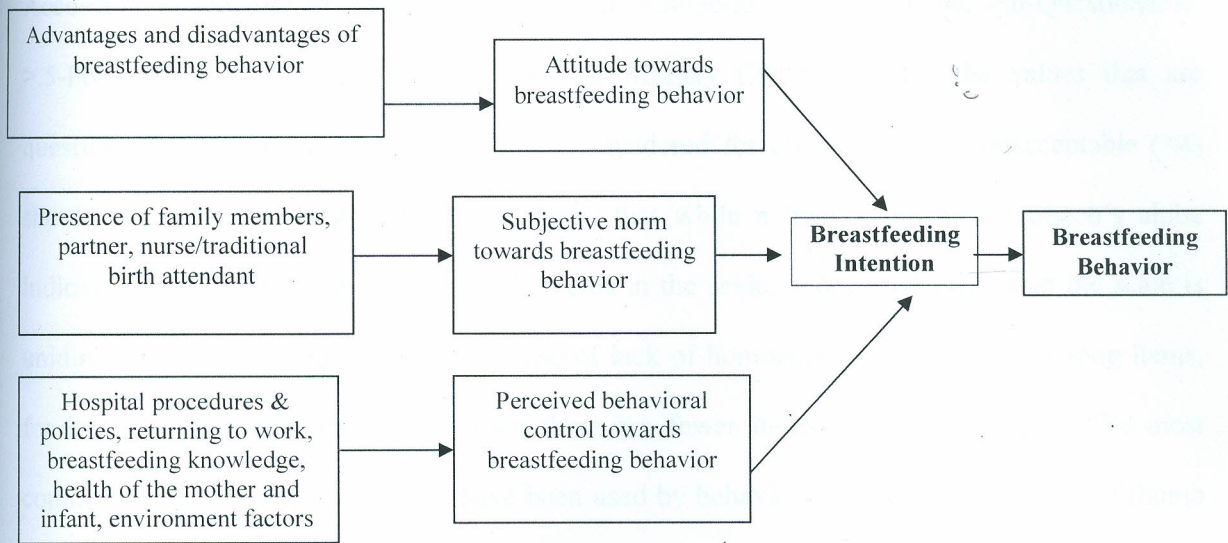 Advantages and disadvantages of
breastfeeding behavior
Attitude towards
breastfeeding behavior
Presence of family members,
partner, nurse/traditional
birth attendant
Subjective norm
towards breastfeeding
behavior
Breastfeeding
Intention
Breastfeeding
Behavior
Hospital procedures &
policies, returning to work,
breastfeeding knowledge,
health of the mother and
infant, environment factors
Perceived behavioral
control towards
breastfeeding behavior